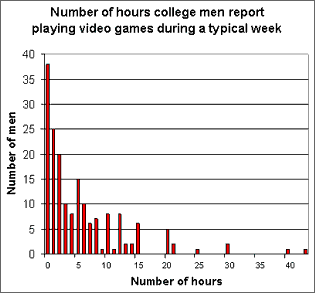 Number of hours college men report
playing video games during a typical week
Number of men
40
35
30
25
20
15
10
5
0
0 5 10 15 20 25 30 35 40
Number of hours